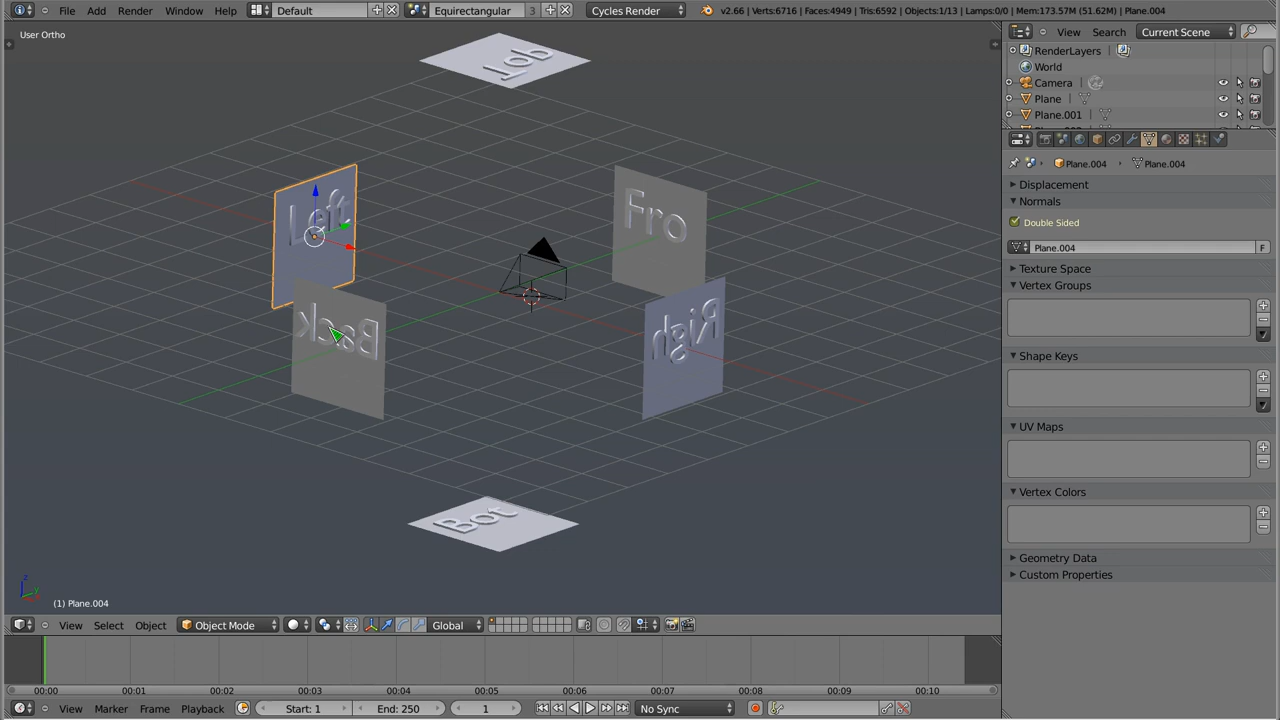 File Add Render Window Help Default Equirectangular 3 Cycles Render v2.66 | Verts:6716 | Faces:4949 | Tris:6592 | Objects:1/13 | Lamps:0/0 | Mem:173.57M (51.62M) | Plane.004
User Ortho
View Search Current Scene
RenderLayers
World
Camera
Plane
Plane.001
Top
Left
Fro
Back
Righ
Bot
Plane.004 Plane.004
Displacement
Normals
Double Sided
Plane.004 F
Texture Space
Vertex Groups
Shape Keys
UV Maps
Vertex Colors
Geometry Data
Custom Properties
z
y
(1) Plane.004
View Select Object Object Mode Global
00:00 00:01 00:02 00:03 00:04 00:05 00:06 00:07 00:08 00:09 00:10
View Marker Frame Playback Start: 1 End: 250 1 No Sync